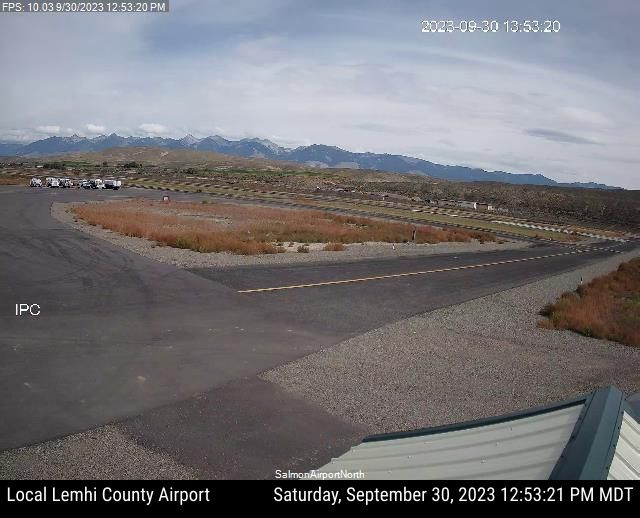 FPS: 10.03 9/30/2023 12:53:20 PM
2023-09-30 13:53:20
IPC
SalmonAirportNorth
Local Lemhi County Airport
Saturday, September 30, 2023 12:53:21 PM MDT